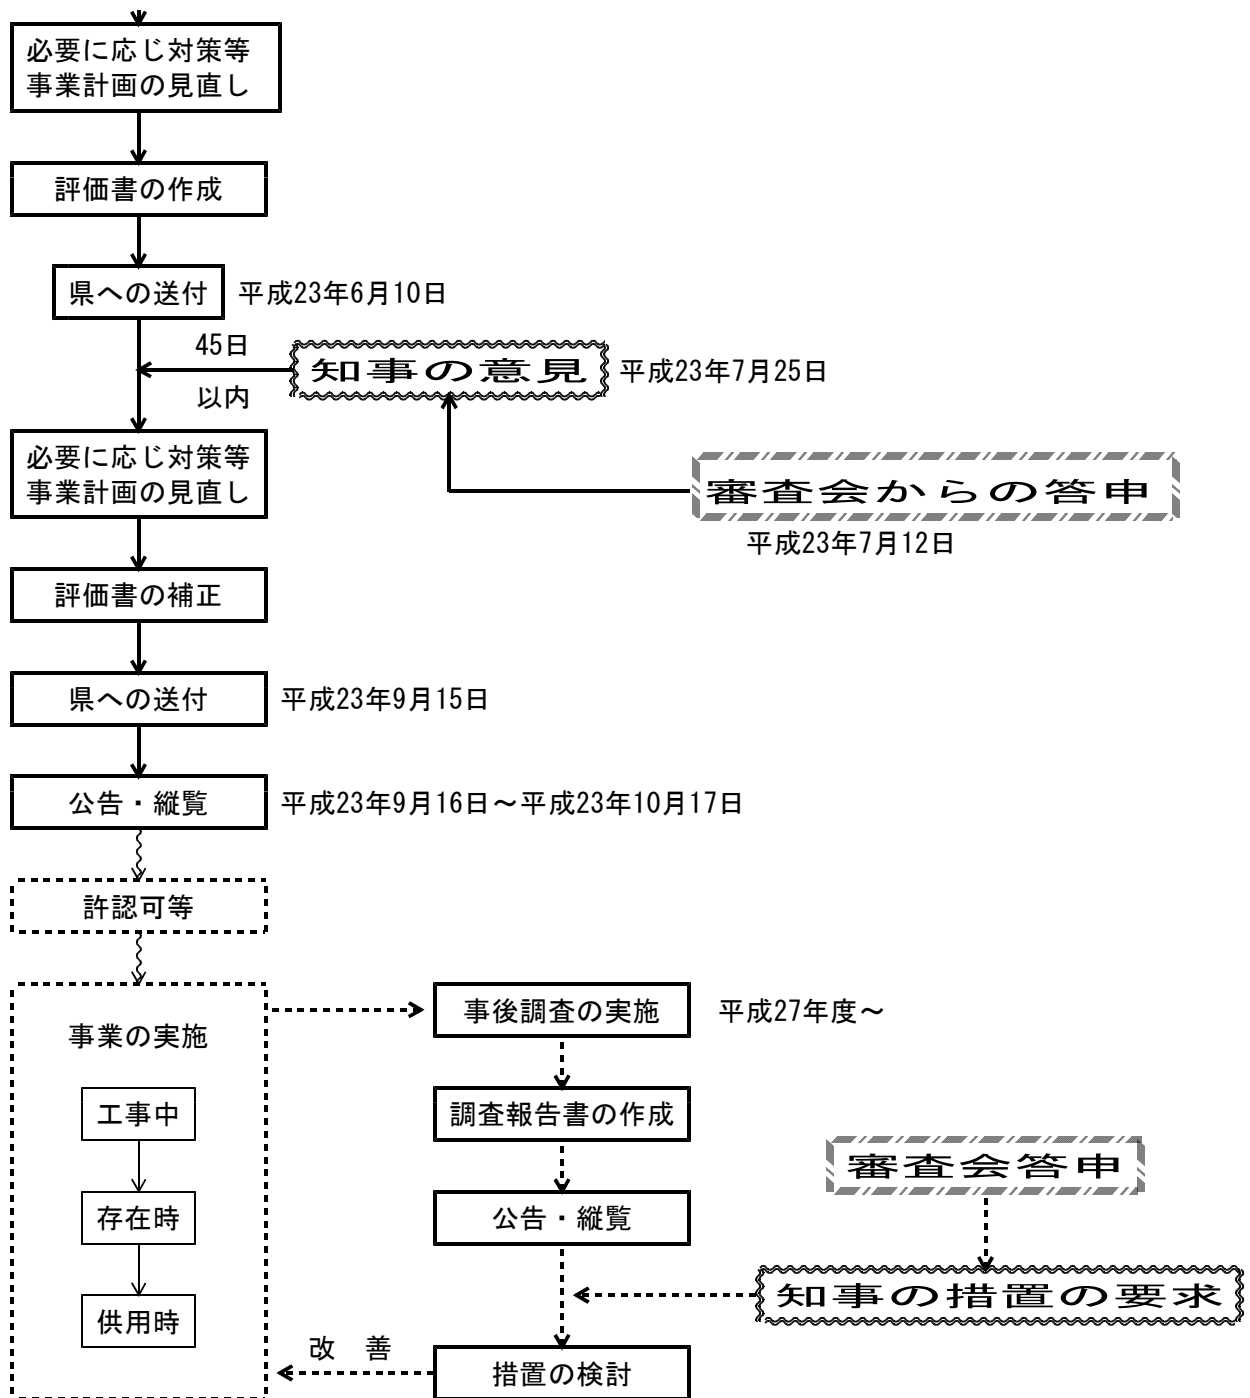 必要に応じ対策等
事業計画の見直し
評価書の作成
県への送付 平成23年6月10日
45日
以内
知事の意見 平成23年7月25日
必要に応じ対策等
事業計画の見直し
審査会からの答申
平成23年7月12日
評価書の補正
県への送付 平成23年9月15日
公告・縦覧 平成23年9月16日～平成23年10月17日
許認可等
事業の実施
工事中
存在時
供用時
事後調査の実施 平成27年度～
調査報告書の作成
審査会答申
公告・縦覧
知事の措置の要求
改　善
措置の検討